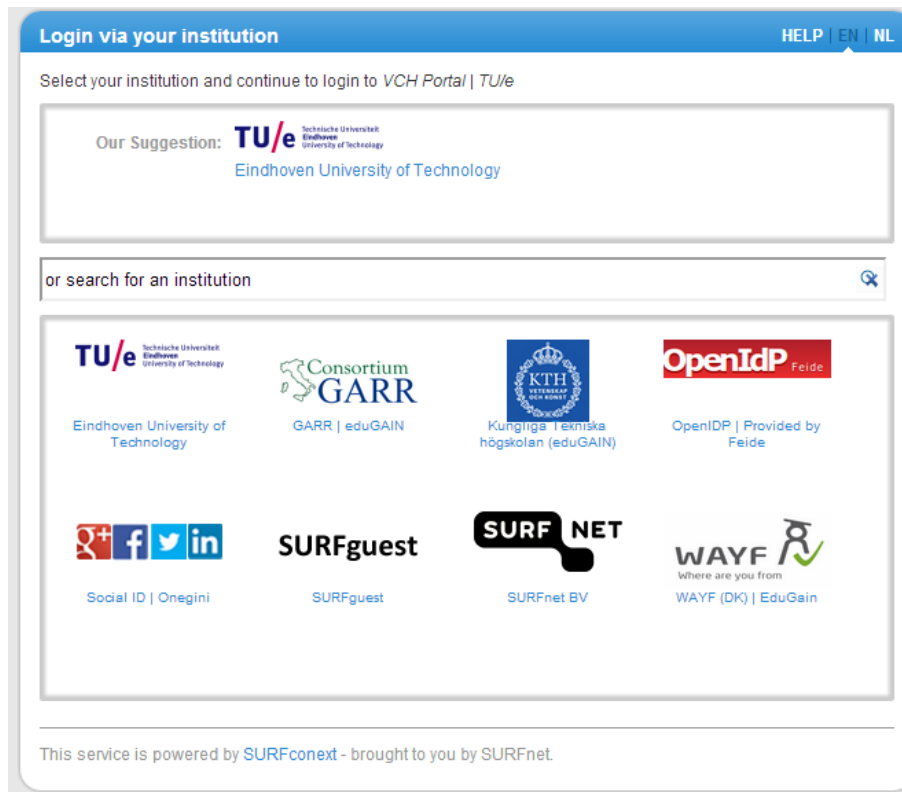 Login via your institution
HELP | EN | NL
Select your institution and continue to login to VCH Portal | TU/e
Our Suggestion:
TU/e Technische Universiteit
Eindhoven
University of Technology
Eindhoven University of Technology
or search for an institution
TU/e Technische Universiteit
Eindhoven
University of Technology
Eindhoven University of
Technology
Consortium
GARR
GARR | eduGAIN
KTH
VETENSKAP
OCH KONST
Kungliga Tekniska
högskolan (eduGAIN)
OpenIdP Feide
OpenIDP | Provided by
Feide
g+ f in
Social ID | Onegini
SURFguest
SURFguest
SURF NET
SURFnet BV
WAYF
Where are you from
WAYF (DK) | EduGain
This service is powered by SURFconext - brought to you by SURFnet.